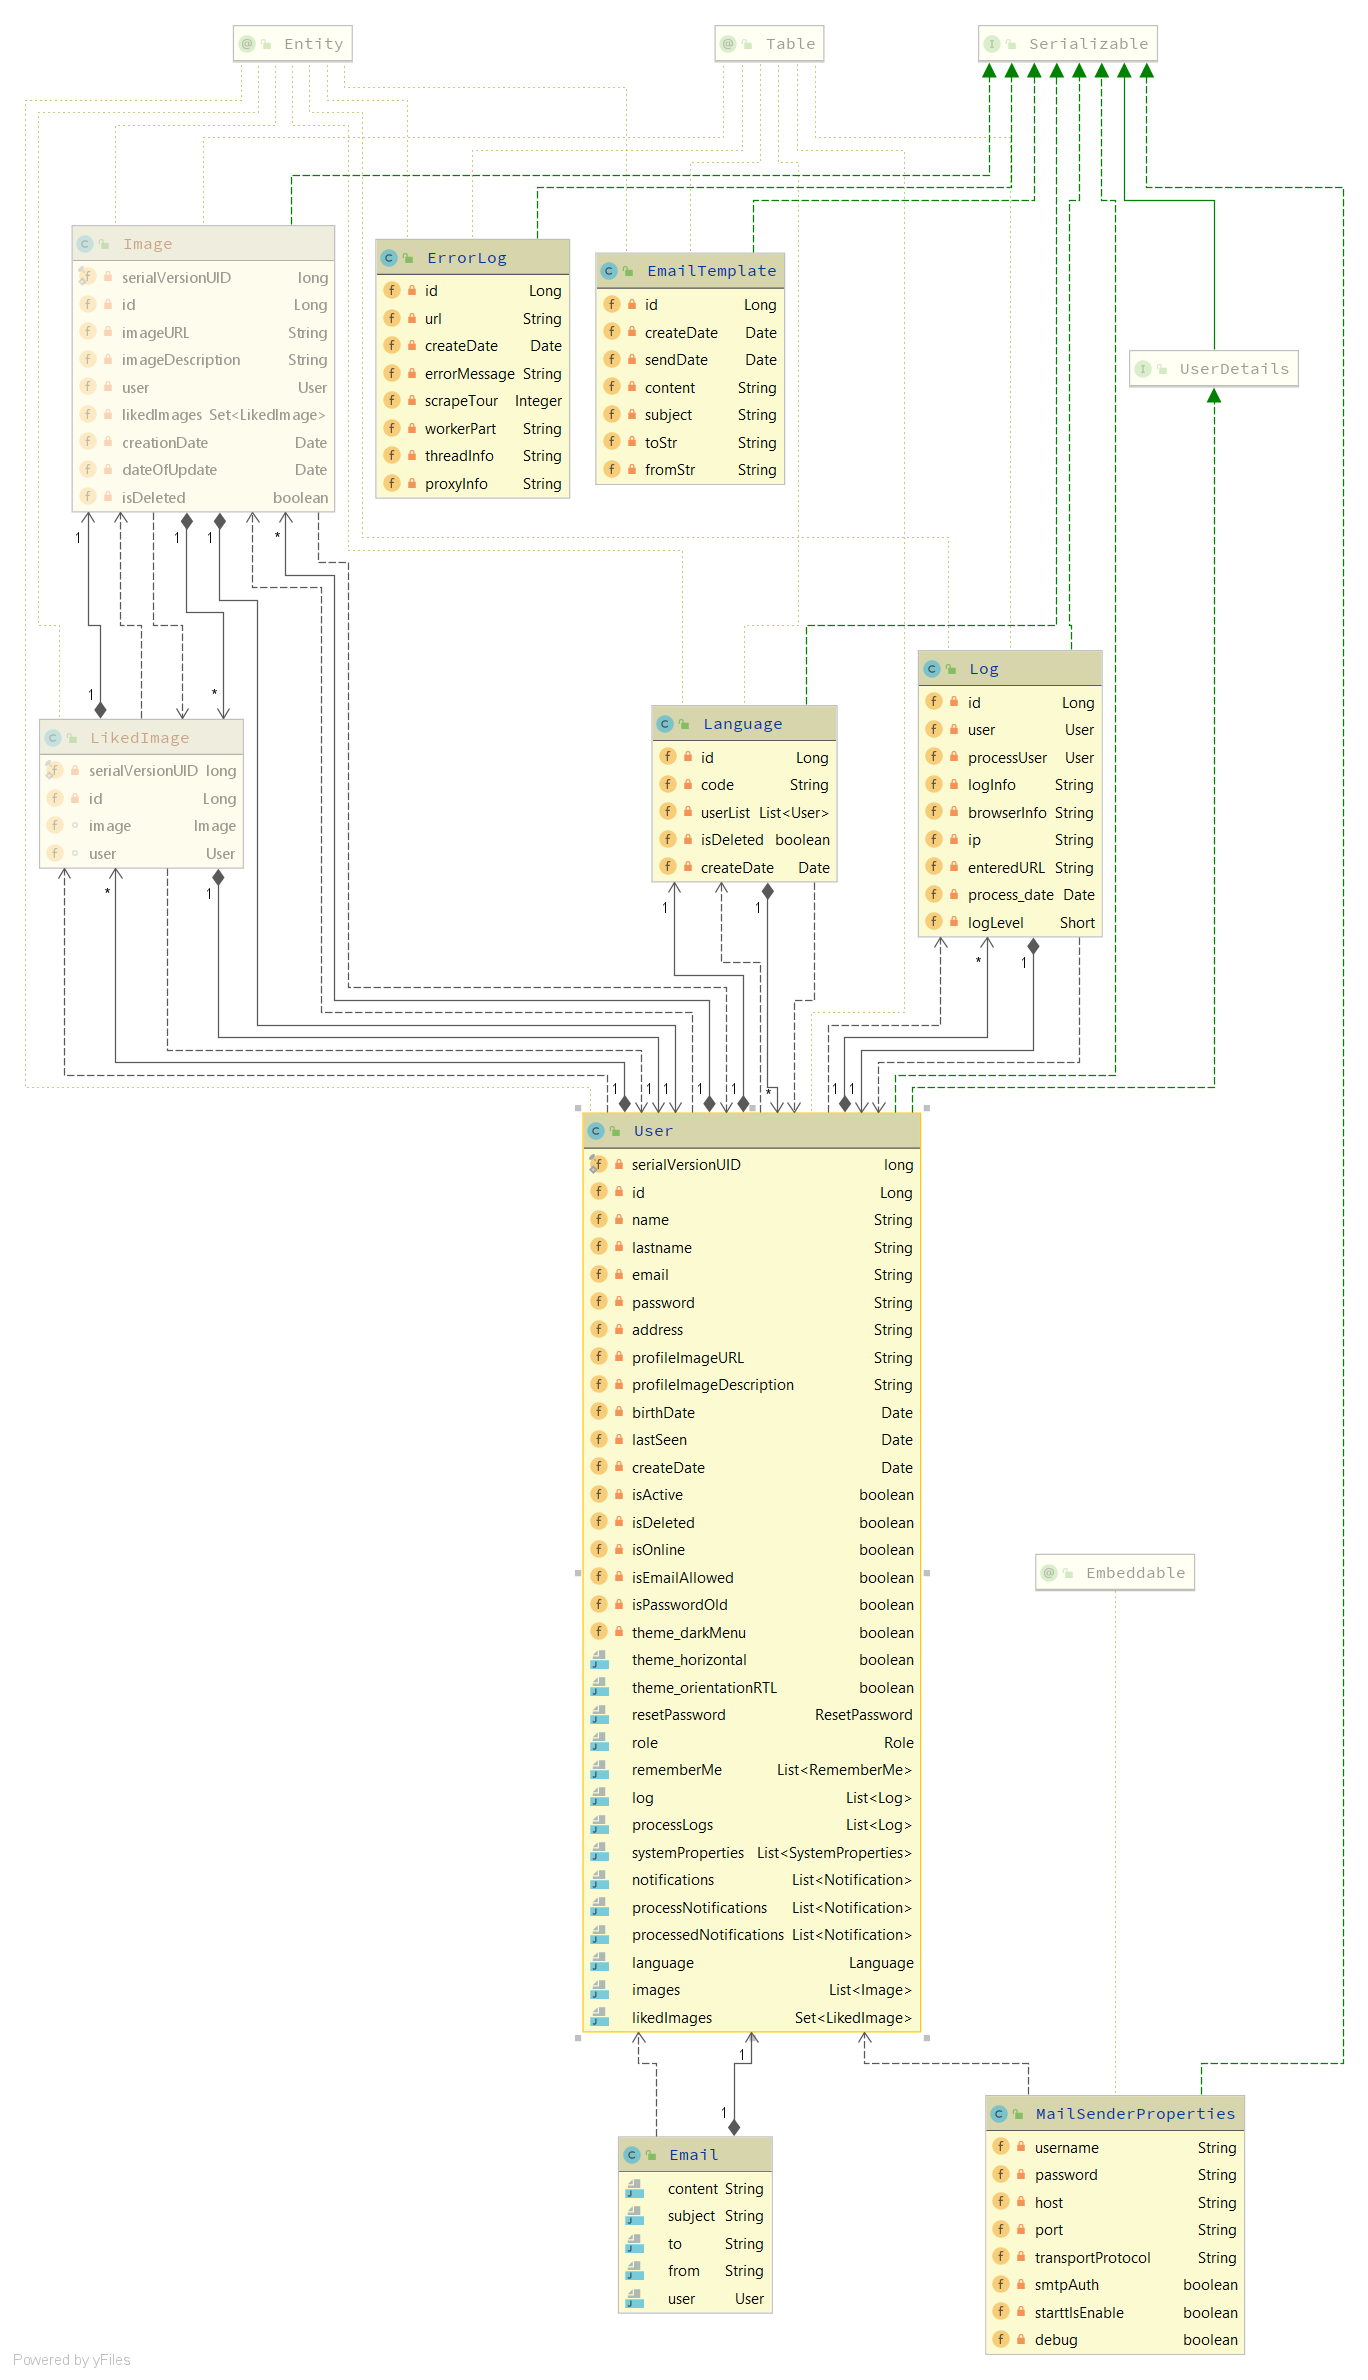 Entity
Table
Serializable
Image
serialVersionUID long
id Long
imageURL String
imageDescription String
user User
likedImages Set<LikedImage>
creationDate Date
dateOfUpdate Date
isDeleted boolean
ErrorLog
id Long
url String
createDate Date
errorMessage String
scrapeTour Integer
workerPart String
threadInfo String
proxyInfo String
EmailTemplate
id Long
createDate Date
sendDate Date
content String
subject String
toStr String
fromStr String
UserDetails
1
1
1
*
1
*
LikedImage
serialVersionUID long
id Long
image Image
user User
*
1
Language
id Long
code String
userList List<User>
isDeleted boolean
createDate Date
1
1
Log
id Long
user User
processUser User
logInfo String
browserInfo String
ip String
enteredURL String
process_date Date
logLevel Short
*
1
1
1
1
1
1
*
1
1
User
serialVersionUID long
id Long
name String
lastname String
email String
password String
address String
profileImageURL String
profileImageDescription String
birthDate Date
lastSeen Date
createDate Date
isActive boolean
isDeleted boolean
isOnline boolean
isEmailAllowed boolean
isPasswordOld boolean
theme_darkMenu boolean
theme_horizontal boolean
theme_orientationRTL boolean
resetPassword ResetPassword
role Role
rememberMe List<RememberMe>
log List<Log>
processLogs List<Log>
systemProperties List<SystemProperties>
notifications List<Notification>
processNotifications List<Notification>
processedNotifications List<Notification>
language Language
images List<Image>
likedImages Set<LikedImage>
Embeddable
1
1
Email
content String
subject String
to String
from String
user User
MailSenderProperties
username String
password String
host String
port String
transportProtocol String
smtpAuth boolean
starttlsEnable boolean
debug boolean
Powered by yFiles